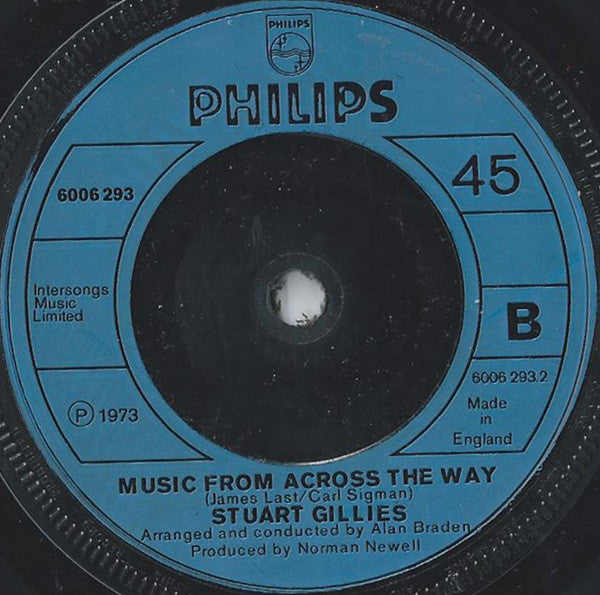 PHILIPS
PHILIPS
6006 293
45
Intersongs
Music
Limited
B
6006 293.2
Ⓟ 1973
Made
in
England
MUSIC FROM ACROSS THE WAY
(James Last/Carl Sigman)
STUART GILLIES
Arranged and conducted by Alan Braden
Produced by Norman Newell